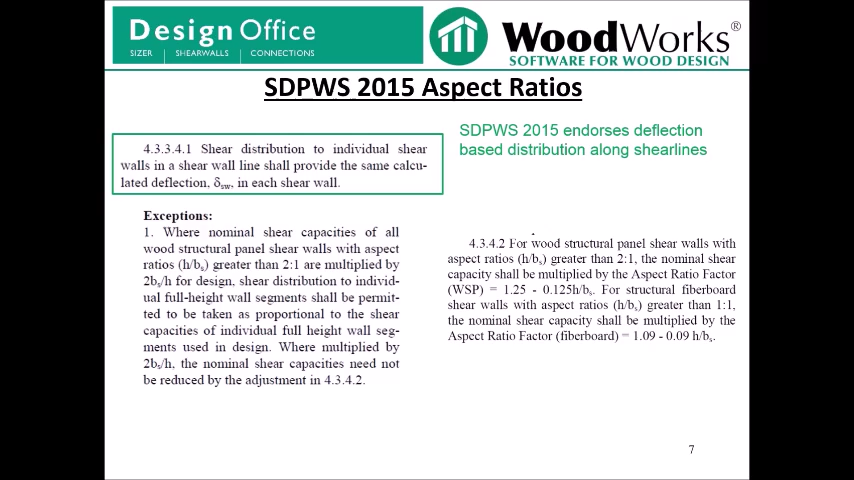 Design Office
SIZER | SHEARWALLS | CONNECTIONS
WoodWorks®
SOFTWARE FOR WOOD DESIGN
SDPWS 2015 Aspect Ratios
4.3.3.4.1 Shear distribution to individual shear
walls in a shear wall line shall provide the same calcu-
lated deflection, δsw, in each shear wall.
Exceptions:
1. Where nominal shear capacities of all
wood structural panel shear walls with aspect
ratios (h/bs) greater than 2:1 are multiplied by
2bs/h for design, shear distribution to individ-
ual full-height wall segments shall be permit-
ted to be taken as proportional to the shear
capacities of individual full height wall seg-
ments used in design. Where multiplied by
2bs/h, the nominal shear capacities need not
be reduced by the adjustment in 4.3.4.2.
SDPWS 2015 endorses deflection
based distribution along shearlines
4.3.4.2 For wood structural panel shear walls with
aspect ratios (h/bs) greater than 2:1, the nominal shear
capacity shall be multiplied by the Aspect Ratio Factor
(WSP) = 1.25 - 0.125h/bs. For structural fiberboard
shear walls with aspect ratios (h/bs) greater than 1:1,
the nominal shear capacity shall be multiplied by the
Aspect Ratio Factor (fiberboard) = 1.09 - 0.09 h/bs.
7